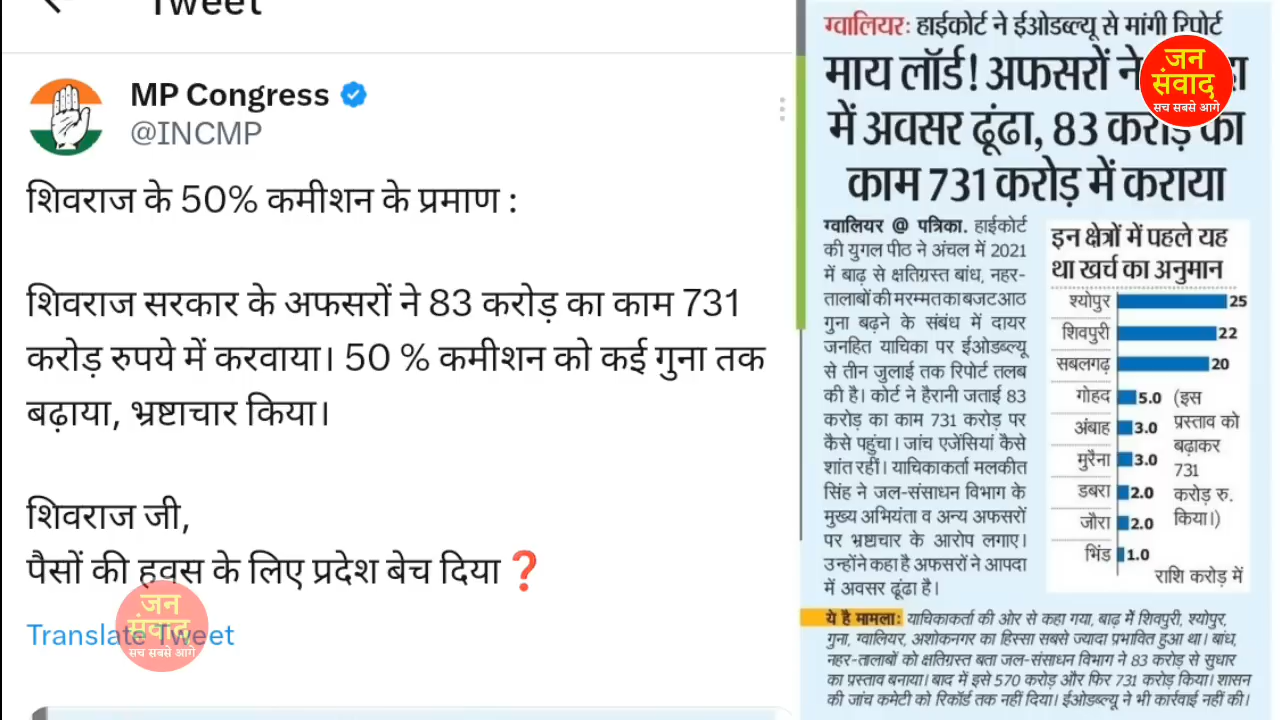 Tweet
MP Congress
@INCMP
शिवराज के 50% कमीशन के प्रमाण :
शिवराज सरकार के अफसरों ने 83 करोड़ का काम 731
करोड़ रुपये में करवाया। 50 % कमीशन को कई गुना तक
बढ़ाया, भ्रष्टाचार किया।
शिवराज जी,
पैसों की हवस के लिए प्रदेश बेच दिया❓
Translate Tweet
जन
संवाद
सच सबसे आगे
ग्वालियर: हाईकोर्ट ने ईओडब्ल्यू से मांगी रिपोर्ट
माय लॉर्ड! अफसरों ने
में अवसर ढूंढा, 83 करोड़ का
काम 731 करोड़ में कराया
जन
संवाद
सच सबसे आगे
ग्वालियर @ पत्रिका. हाईकोर्ट
की युगल पीठ ने अंचल में 2021
में बाढ़ से क्षतिग्रस्त बांध, नहर-
तालाबों की मरम्मत का बजट आठ
गुना बढ़ने के संबंध में दायर
जनहित याचिका पर ईओडब्ल्यू
से तीन जुलाई तक रिपोर्ट तलब
की है। कोर्ट ने हैरानी जताई 83
करोड़ का काम 731 करोड़ पर
कैसे पहुंचा। जांच एजेंसियां कैसे
शांत रहीं। याचिकाकर्ता मलकीत
सिंह ने जल-संसाधन विभाग के
मुख्य अभियंता व अन्य अफसरों
पर भ्रष्टाचार के आरोप लगाए।
उन्होंने कहा है अफसरों ने आपदा
में अवसर ढूंढा है।
इन क्षेत्रों में पहले यह
था खर्च का अनुमान
श्योपुर 25
शिवपुरी 22
सबलगढ़ 20
गोहद 5.0
अंबाह 3.0
मुरैना 3.0
डबरा 2.0
जौरा 2.0
भिंड 1.0
(इस
प्रस्ताव को
बढ़ाकर
731
करोड़ रु.
किया।)
राशि करोड़ में
ये है मामला: याचिकाकर्ता की ओर से कहा गया, बाढ़ में शिवपुरी, श्योपुर,
गुना, ग्वालियर, अशोकनगर का हिस्सा सबसे ज्यादा प्रभावित हुआ था। बांध,
नहर-तालाबों को क्षतिग्रस्त बता जल-संसाधन विभाग ने 83 करोड़ से सुधार
का प्रस्ताव बनाया। बाद में इसे 570 करोड़ और फिर 731 करोड़ किया। शासन
की जांच कमेटी को रिकॉर्ड तक नहीं दिया। ईओडब्ल्यू ने भी कार्रवाई नहीं की।